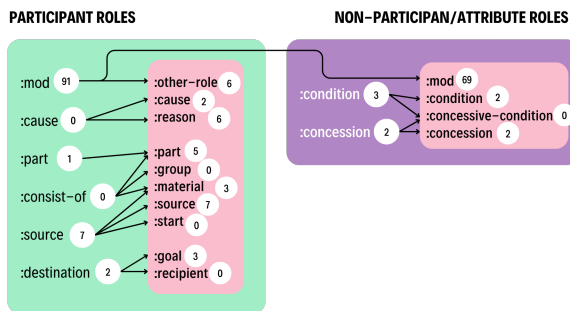 PARTICIPANT ROLES
:mod 91
:cause 0
:part 1
:consist-of 0
:source 7
:destination 2
:other-role 6
:cause 2
:reason 6
:part 5
:group 0
:material 3
:source 7
:start 0
:goal 3
:recipient 0
NON-PARTICIPAN/ATTRIBUTE ROLES
:condition 3
:concession 2
:mod 69
:condition 2
:concessive-condition 0
:concession 2